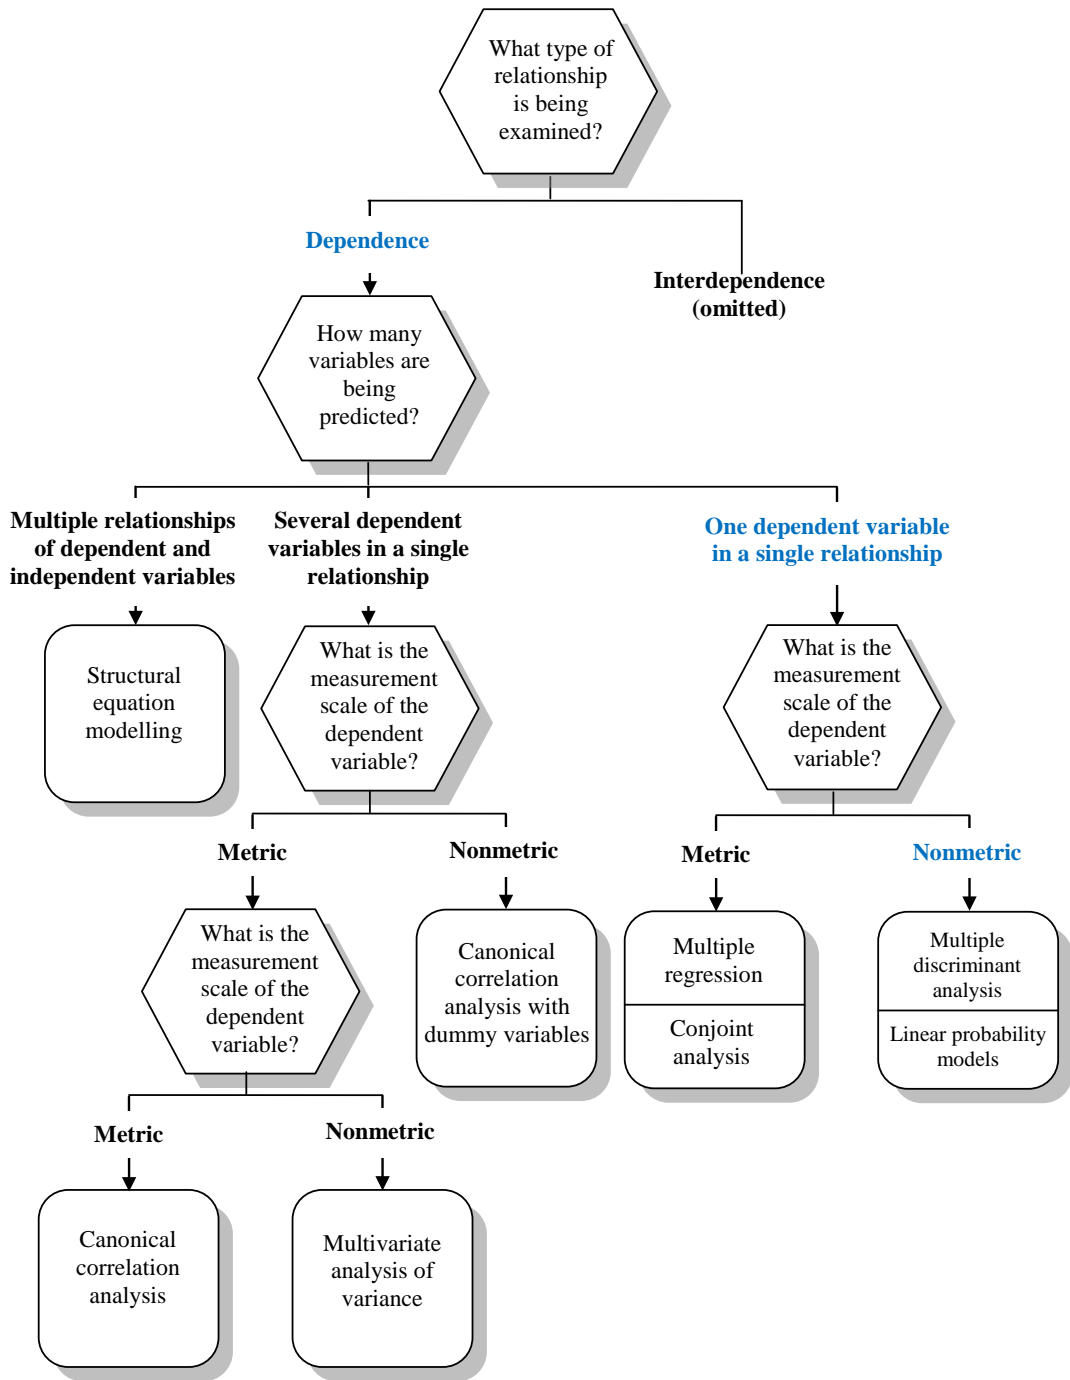 What type of
relationship
is being
examined?
Dependence
Interdependence
(omitted)
How many
variables are
being
predicted?
Multiple relationships
of dependent and
independent variables
Several dependent
variables in a single
relationship
One dependent variable
in a single relationship
Structural
equation
modelling
What is the
measurement
scale of the
dependent
variable?
What is the
measurement
scale of the
dependent
variable?
Metric
Nonmetric
Metric
Nonmetric
What is the
measurement
scale of the
dependent
variable?
Canonical
correlation
analysis with
dummy variables
Multiple
regression
Conjoint
analysis
Multiple
discriminant
analysis
Linear probability
models
Metric
Nonmetric
Canonical
correlation
analysis
Multivariate
analysis of
variance